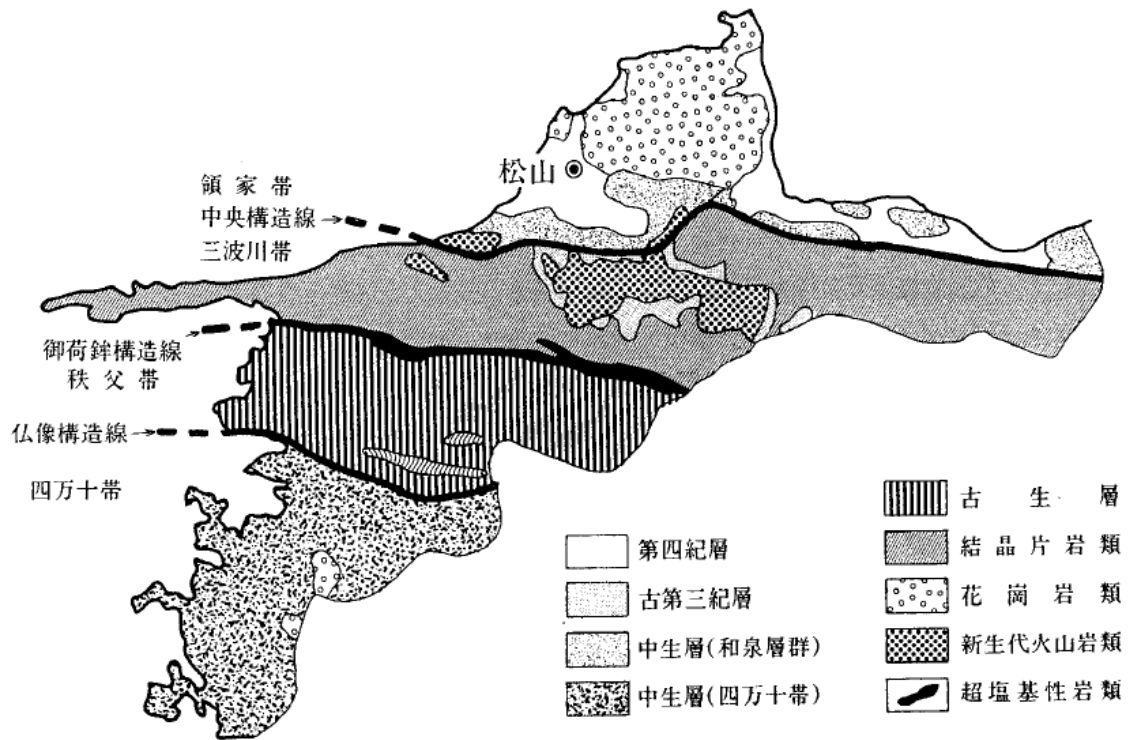 松山
領家帯
中央構造線
三波川帯
御荷鉾構造線
秩父帯
仏像構造線
四万十帯
第四紀層
古第三紀層
中生層(和泉層群)
中生層(四万十帯)
古生層
結晶片岩類
花崗岩類
新生代火山岩類
超塩基性岩類